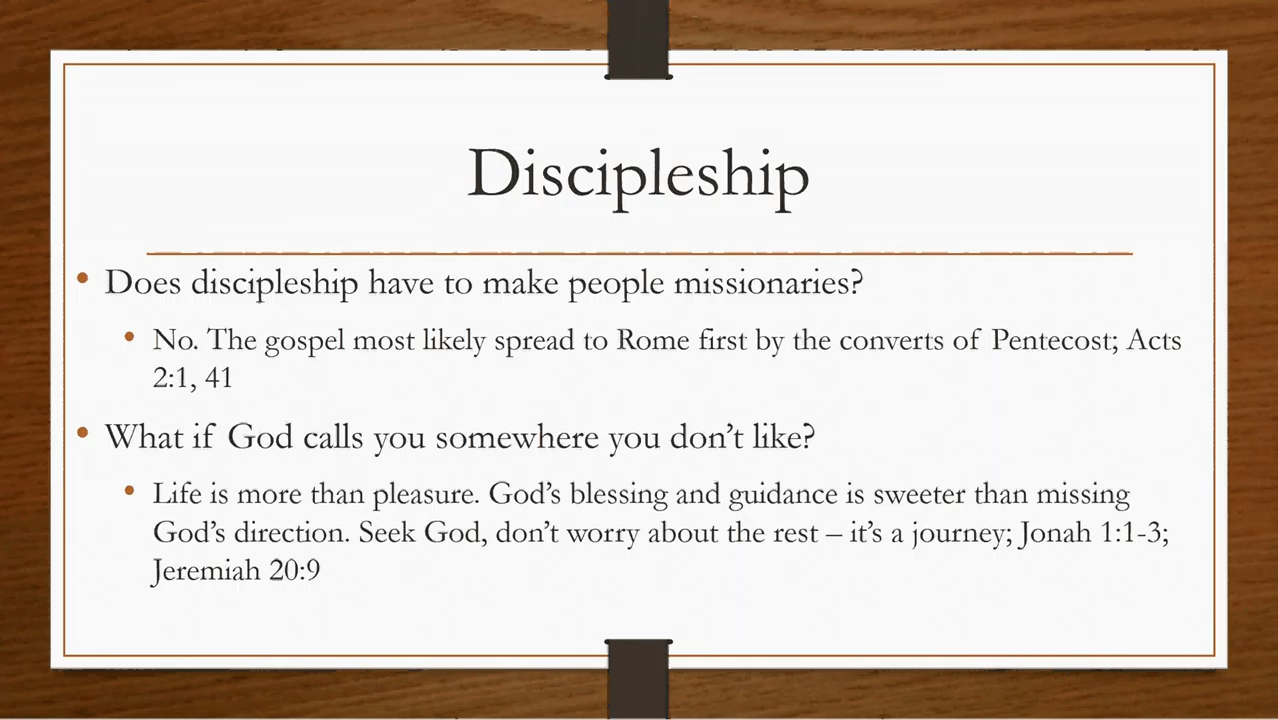 Discipleship
• Does discipleship have to make people missionaries?
• No. The gospel most likely spread to Rome first by the converts of Pentecost; Acts
2:1, 41
• What if God calls you somewhere you don’t like?
• Life is more than pleasure. God’s blessing and guidance is sweeter than missing
God’s direction. Seek God, don’t worry about the rest – it’s a journey; Jonah 1:1-3;
Jeremiah 20:9